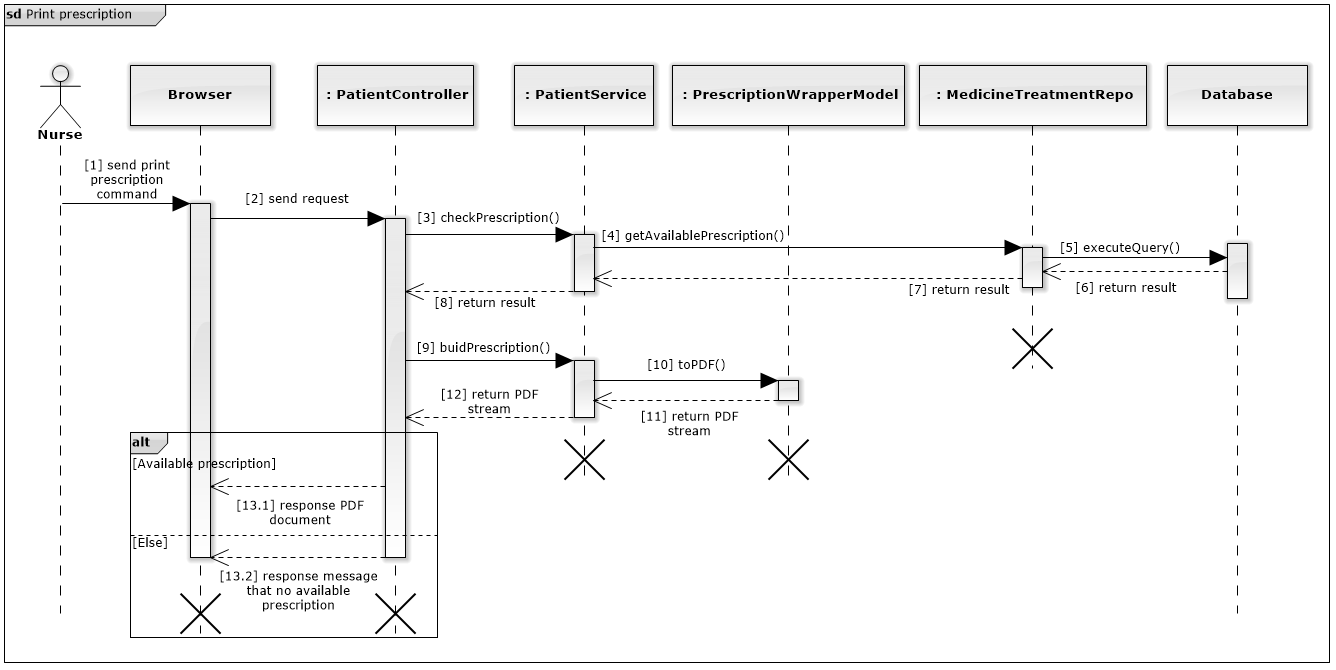 sd Print prescription
Nurse
Browser
: PatientController
: PatientService
: PrescriptionWrapperModel
: MedicineTreatmentRepo
Database
[1] send print
prescription
command
[2] send request
[3] checkPrescription()
[4] getAvailablePrescription()
[5] executeQuery()
[6] return result
[7] return result
[8] return result
[9] buidPrescription()
[10] toPDF()
[11] return PDF
stream
[12] return PDF
stream
alt
[Available prescription]
[13.1] response PDF
document
[Else]
[13.2] response message
that no available
prescription